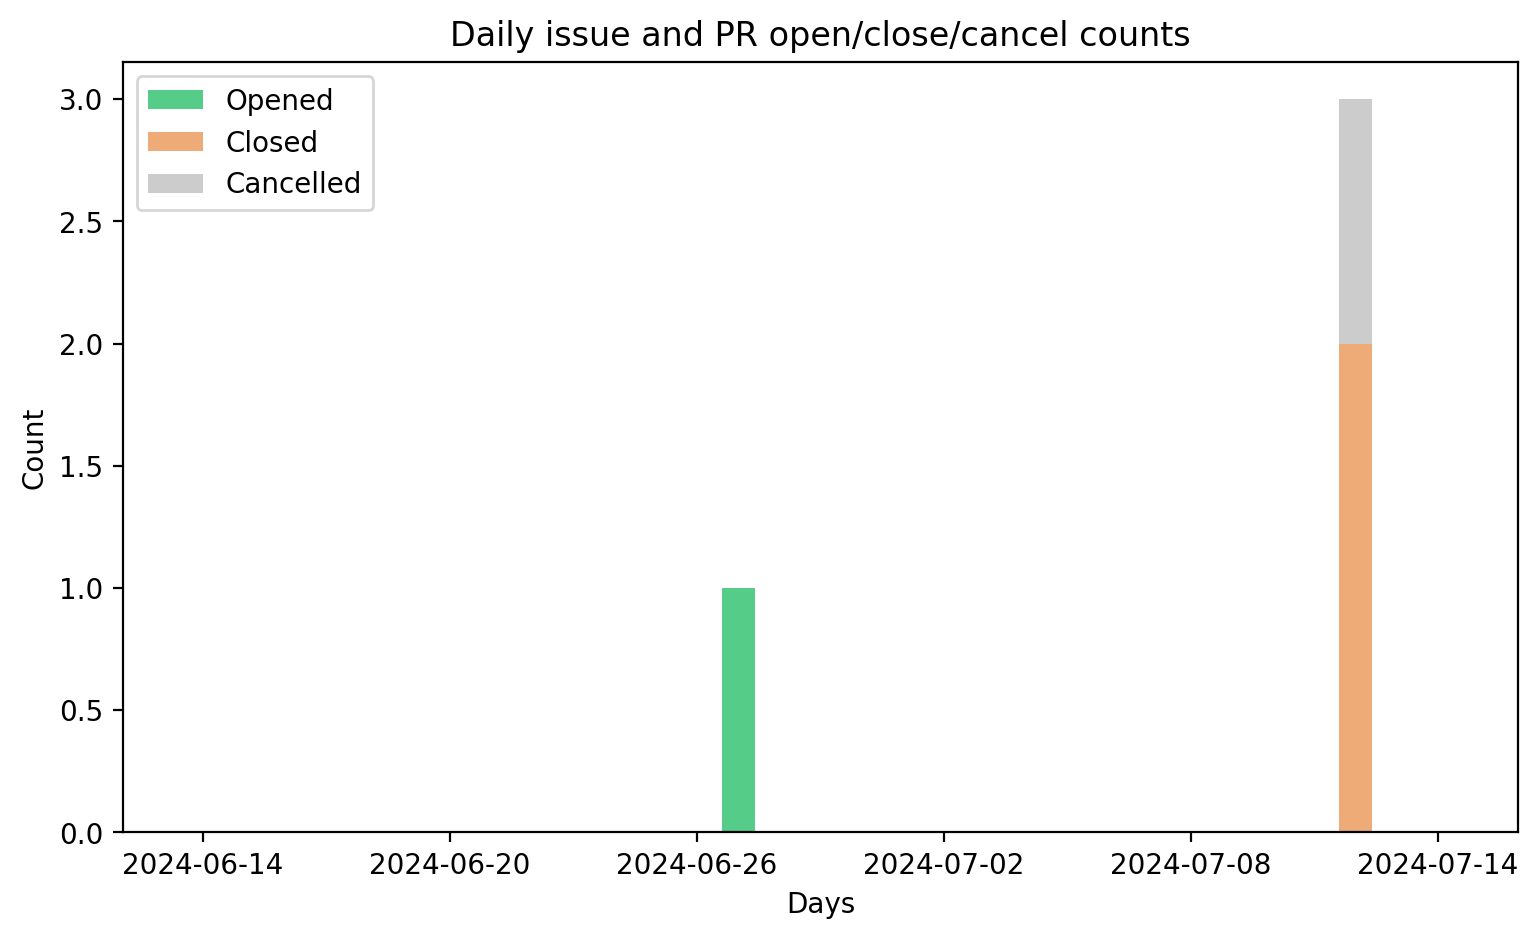 Daily issue and PR open/close/cancel counts
Opened
Closed
Cancelled
3.0
2.5
2.0
1.5
1.0
0.5
0.0
Count
2024-06-14 2024-06-20 2024-06-26 2024-07-02 2024-07-08 2024-07-14
Days